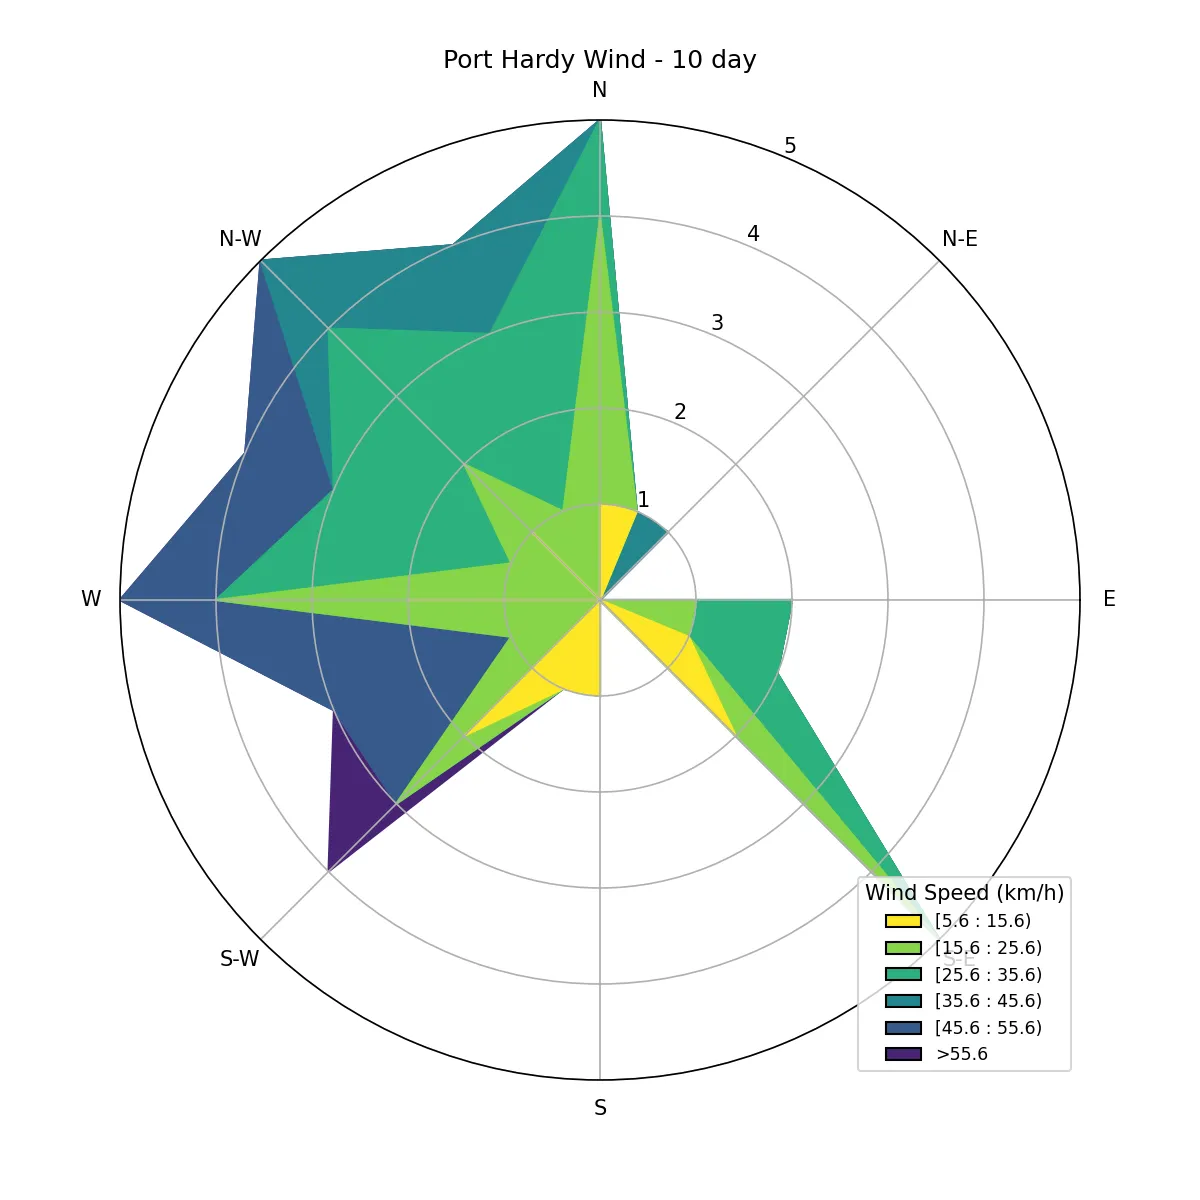 Port Hardy Wind - 10 day
N
5
N-W
N-E
4
3
2
1
W
E
Wind Speed (km/h)
[5.6 : 15.6)
[15.6 : 25.6)
S-E
[25.6 : 35.6)
[35.6 : 45.6)
[45.6 : 55.6)
>55.6
S-W
S